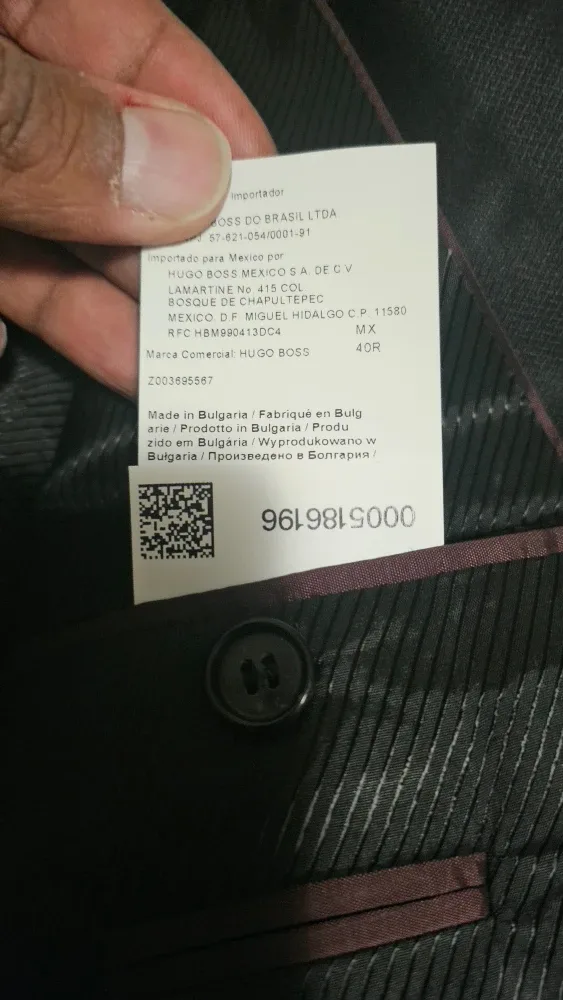 Importador
BOSS DO BRASIL LTDA
57-621-054/0001-91
Importado para Mexico por
HUGO BOSS MEXICO S A. DE C V
LAMARTINE No. 415 COL
BOSQUE DE CHAPULTEPEC
MEXICO. D.F MIGUEL HIDALGO C.P. 11580
RFC HBM990413DC4 MX
Marca Comercial: HUGO BOSS 40R
Z003695567
Made in Bulgaria / Fabriqué en Bulg
arie / Prodotto in Bulgaria / Produ
zido em Bulgária / Wyprodukowano w
Bułgaria / Произведено в Болгария /
0005186196